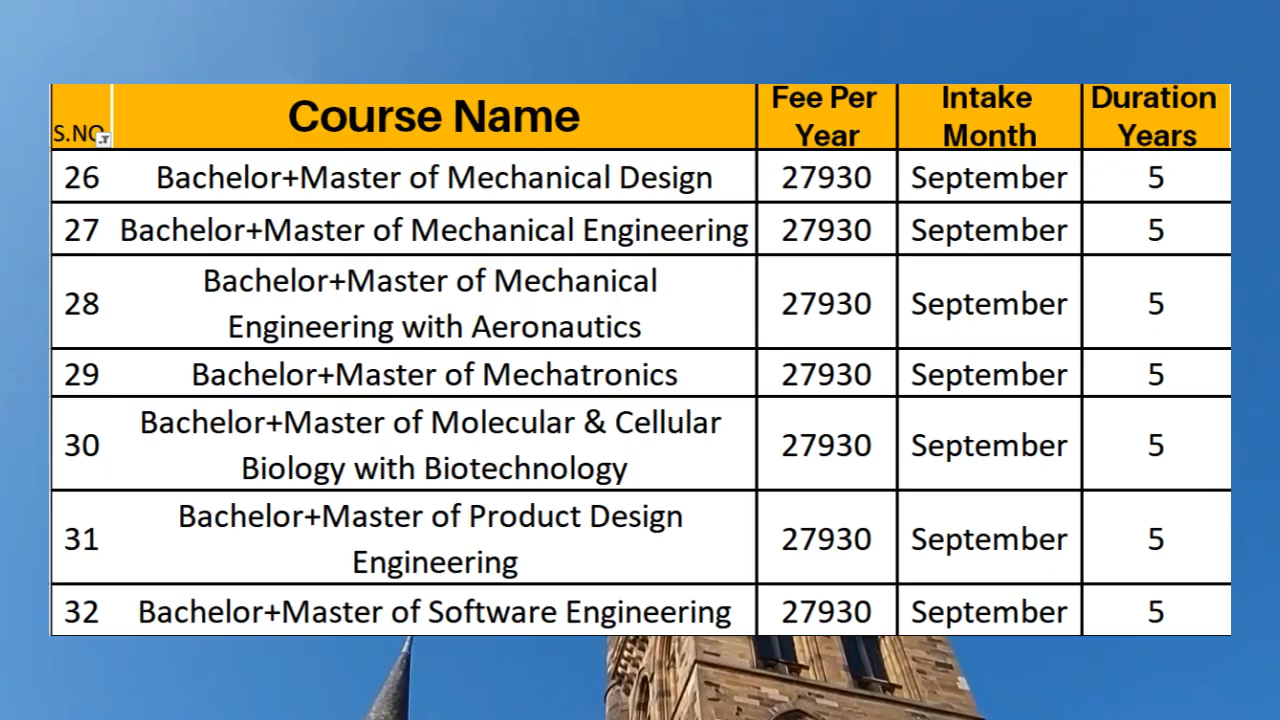 S.NO
Course Name
Fee Per
Year
Intake
Month
Duration
Years
26 Bachelor+Master of Mechanical Design 27930 September 5
27 Bachelor+Master of Mechanical Engineering 27930 September 5
28 Bachelor+Master of Mechanical
Engineering with Aeronautics 27930 September 5
29 Bachelor+Master of Mechatronics 27930 September 5
30 Bachelor+Master of Molecular & Cellular
Biology with Biotechnology 27930 September 5
31 Bachelor+Master of Product Design
Engineering 27930 September 5
32 Bachelor+Master of Software Engineering 27930 September 5